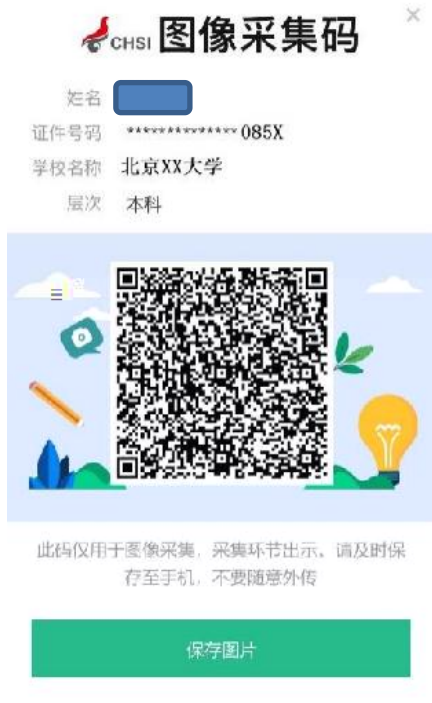 CHSI 图像采集码
姓名
证件号码 **************085X
学校名称 北京XX大学
层次 本科
此码仅用于图像采集，采集环节出示、请及时保
存至手机，不要随意外传
保存图片